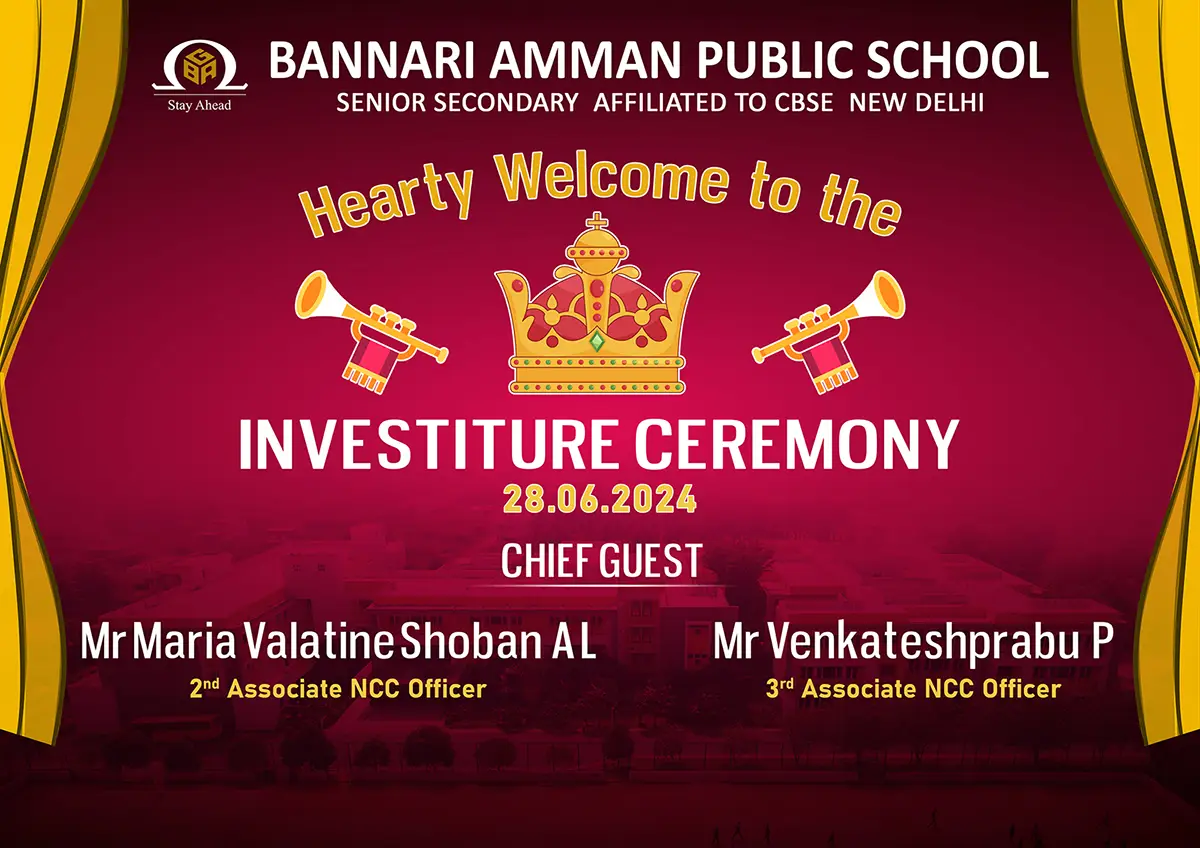 GBA
Stay Ahead
BANNARI AMMAN PUBLIC SCHOOL
SENIOR SECONDARY AFFILIATED TO CBSE NEW DELHI
Hearty Welcome to the
INVESTITURE CEREMONY
28.06.2024
CHIEF GUEST
Mr Maria Valatine Shoban A L
2nd Associate NCC Officer
Mr Venkateshprabu P
3rd Associate NCC Officer